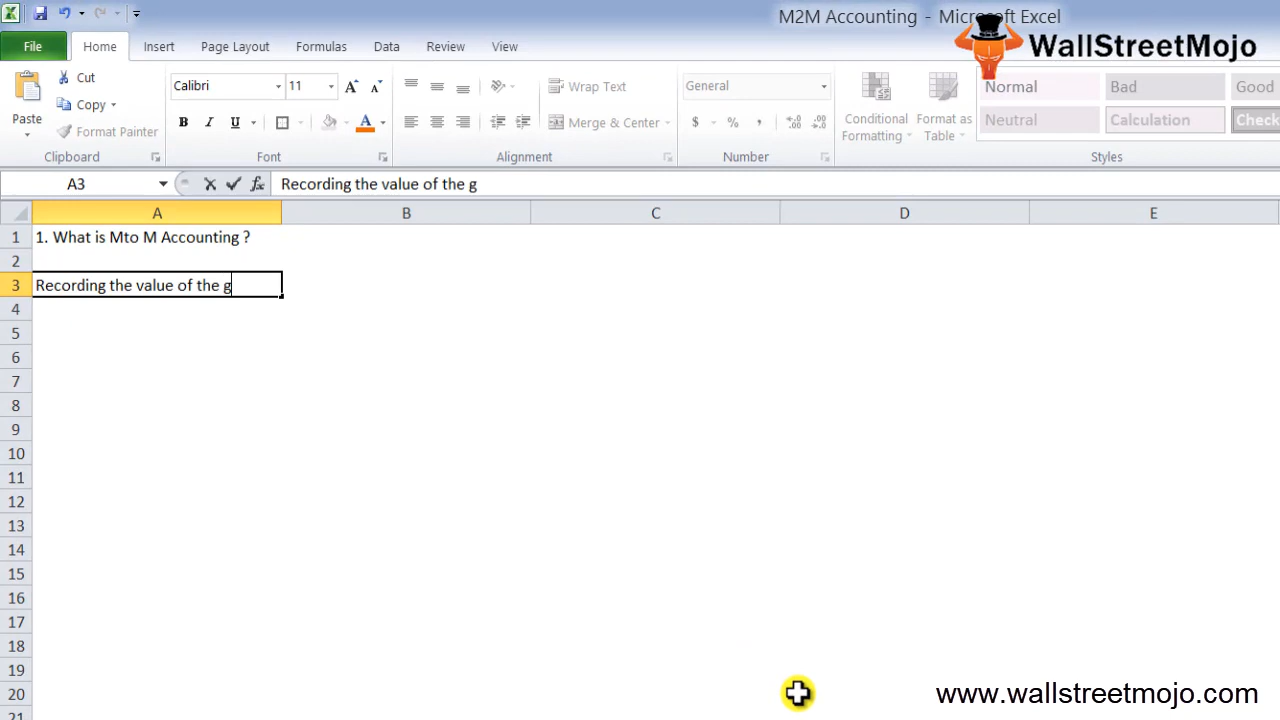 M2M Accounting - Microsoft Excel
WallStreetMojo
File Home Insert Page Layout Formulas Data Review View
Paste
Cut
Copy
Format Painter
Clipboard
Calibri 11
B I U
Font
Wrap Text
Merge & Center
Alignment
General
$ % ,
Number
Conditional Formatting
Format as Table
Normal Bad Good
Neutral Calculation Check
Styles
A3 fx Recording the value of the g
A B C D E
1 1. What is Mto M Accounting ?
2
3 Recording the value of the g
4
5
6
7
8
9
10
11
12
13
14
15
16
17
18
19
20
21
www.wallstreetmojo.com